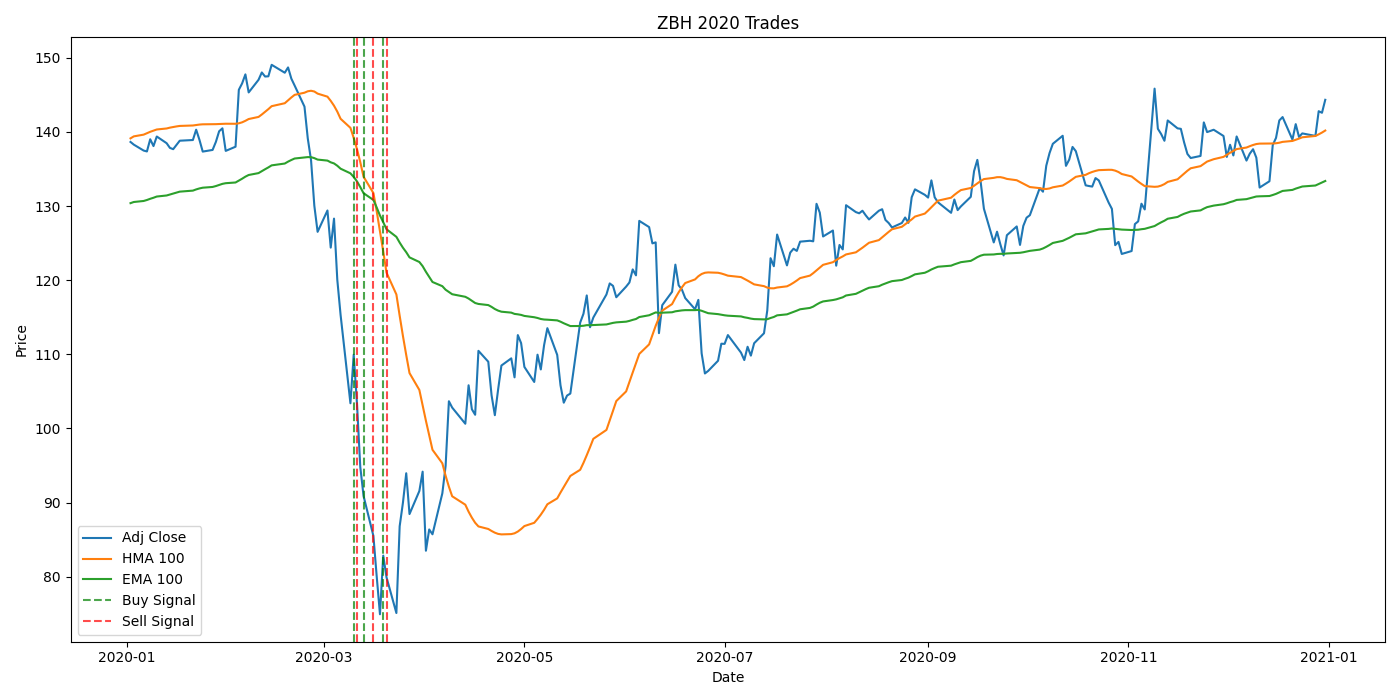 ZBH 2020 Trades
Price
150
140
130
120
110
100
90
80
Adj Close
HMA 100
EMA 100
Buy Signal
Sell Signal
2020-01
2020-03
2020-05
2020-07
2020-09
2020-11
2021-01
Date